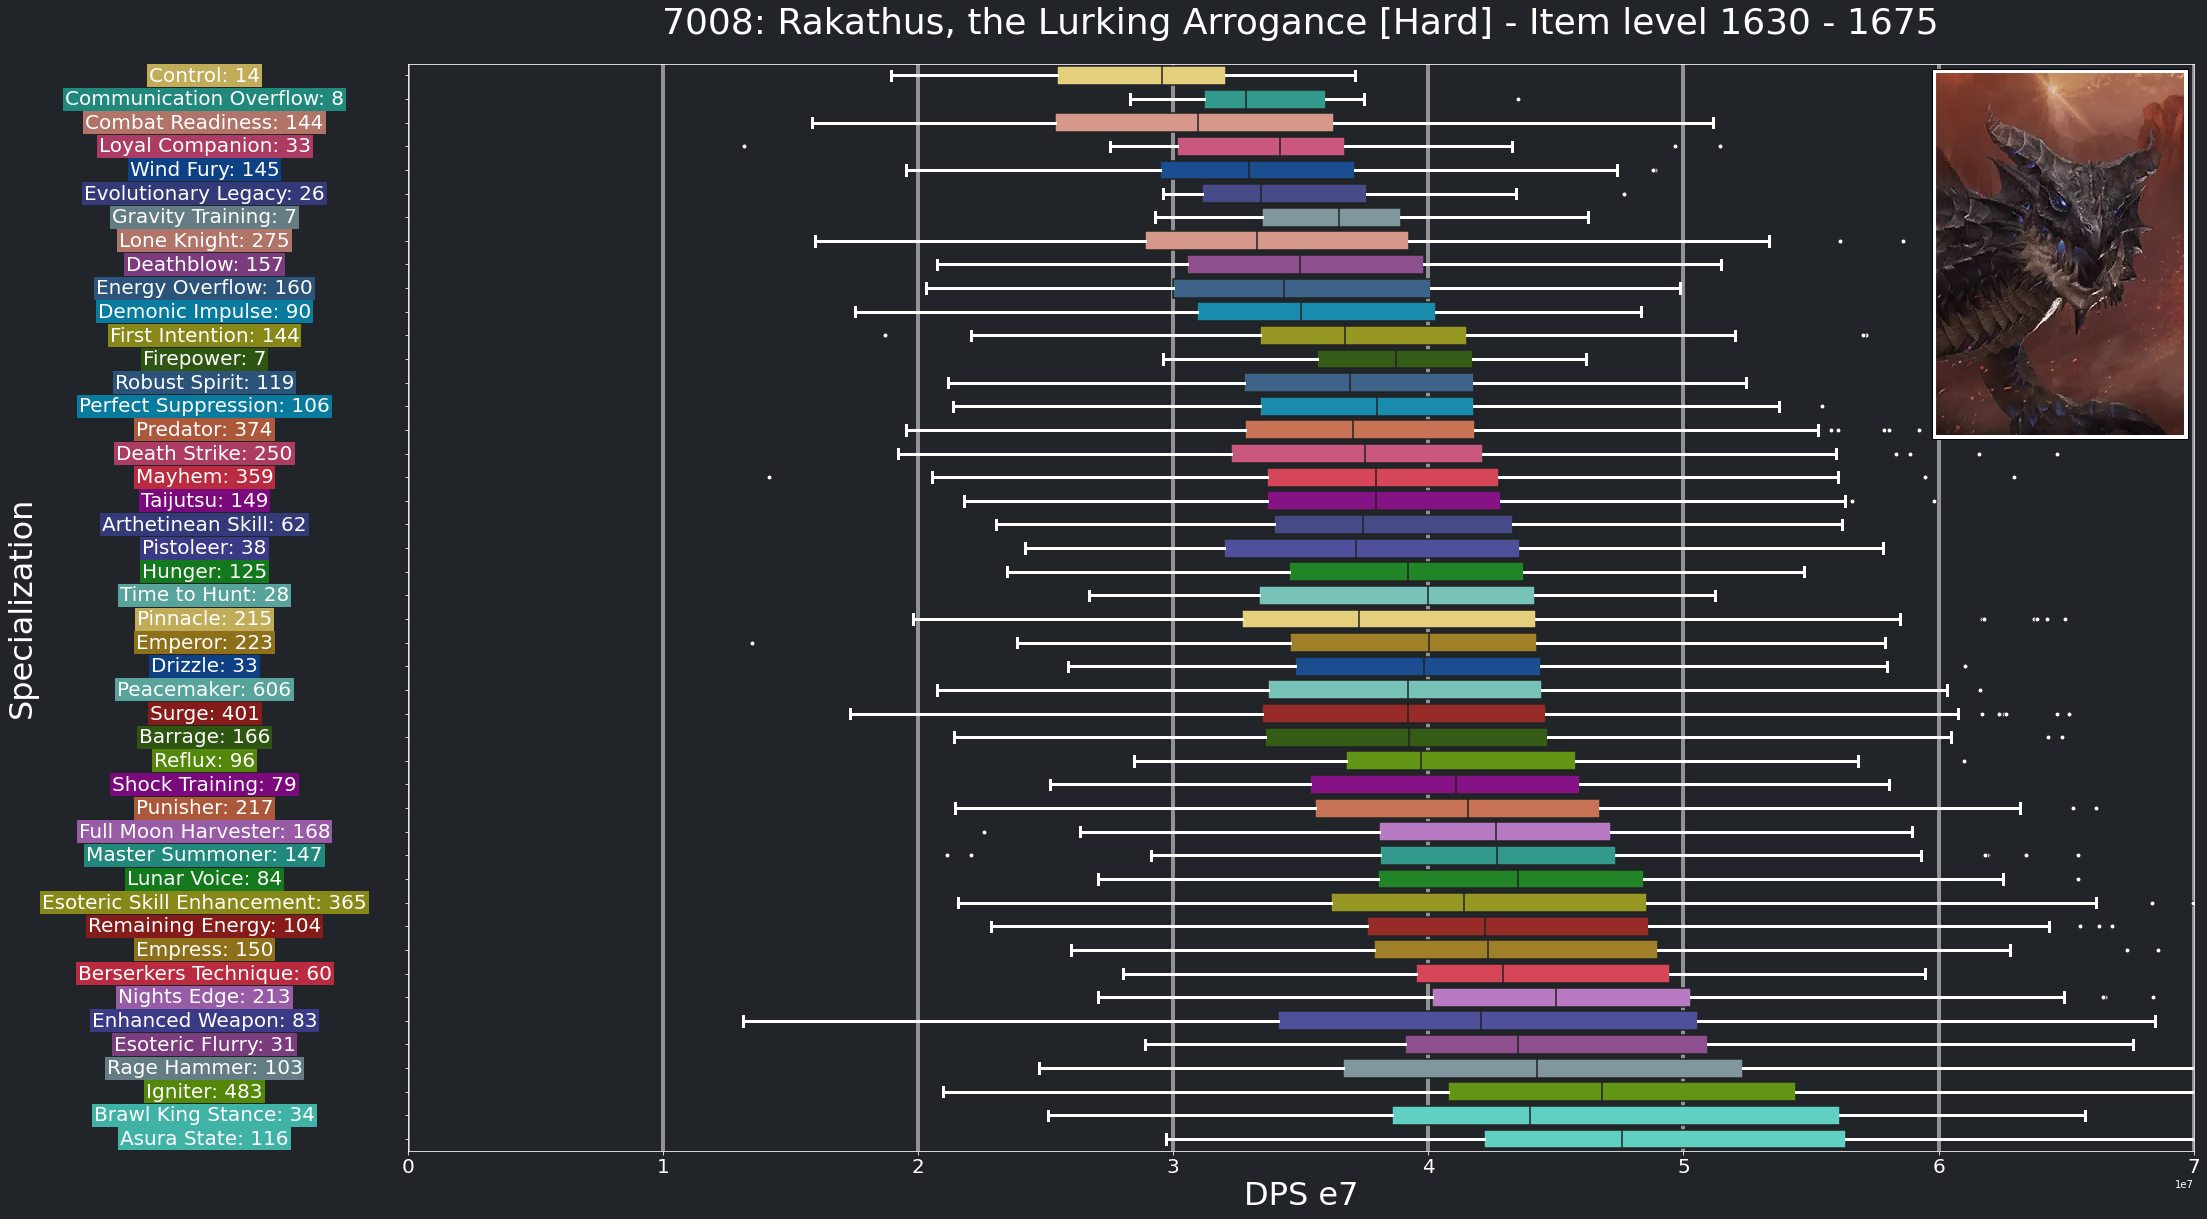 7008: Rakathus, the Lurking Arrogance [Hard] - Item level 1630 - 1675
Specialization
Control: 14
Communication Overflow: 8
Combat Readiness: 144
Loyal Companion: 33
Wind Fury: 145
Evolutionary Legacy: 26
Gravity Training: 7
Lone Knight: 275
Deathblow: 157
Energy Overflow: 160
Demonic Impulse: 90
First Intention: 144
Firepower: 7
Robust Spirit: 119
Perfect Suppression: 106
Predator: 374
Death Strike: 250
Mayhem: 359
Taijutsu: 149
Arthetinean Skill: 62
Pistoleer: 38
Hunger: 125
Time to Hunt: 28
Pinnacle: 215
Emperor: 223
Drizzle: 33
Peacemaker: 606
Surge: 401
Barrage: 166
Reflux: 96
Shock Training: 79
Punisher: 217
Full Moon Harvester: 168
Master Summoner: 147
Lunar Voice: 84
Esoteric Skill Enhancement: 365
Remaining Energy: 104
Empress: 150
Berserkers Technique: 60
Nights Edge: 213
Enhanced Weapon: 83
Esoteric Flurry: 31
Rage Hammer: 103
Igniter: 483
Brawl King Stance: 34
Asura State: 116
0 1 2 3 4 5 6 7
1e7
DPS e7